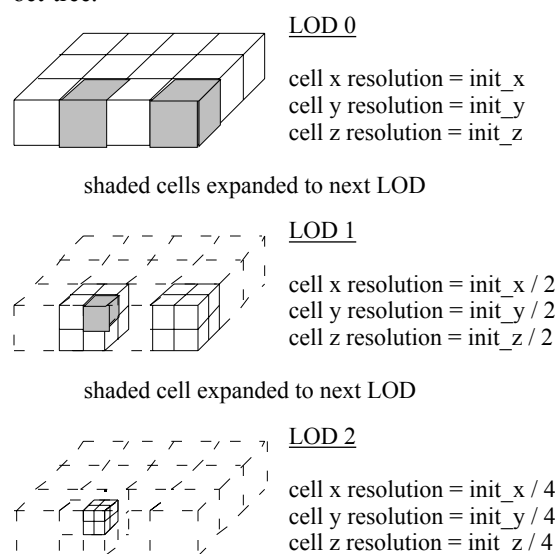 oct-tree.
LOD 0
cell x resolution = init_x
cell y resolution = init_y
cell z resolution = init_z
shaded cells expanded to next LOD
LOD 1
cell x resolution = init_x / 2
cell y resolution = init_y / 2
cell z resolution = init_z / 2
shaded cell expanded to next LOD
LOD 2
cell x resolution = init_x / 4
cell y resolution = init_y / 4
cell z resolution = init_z / 4